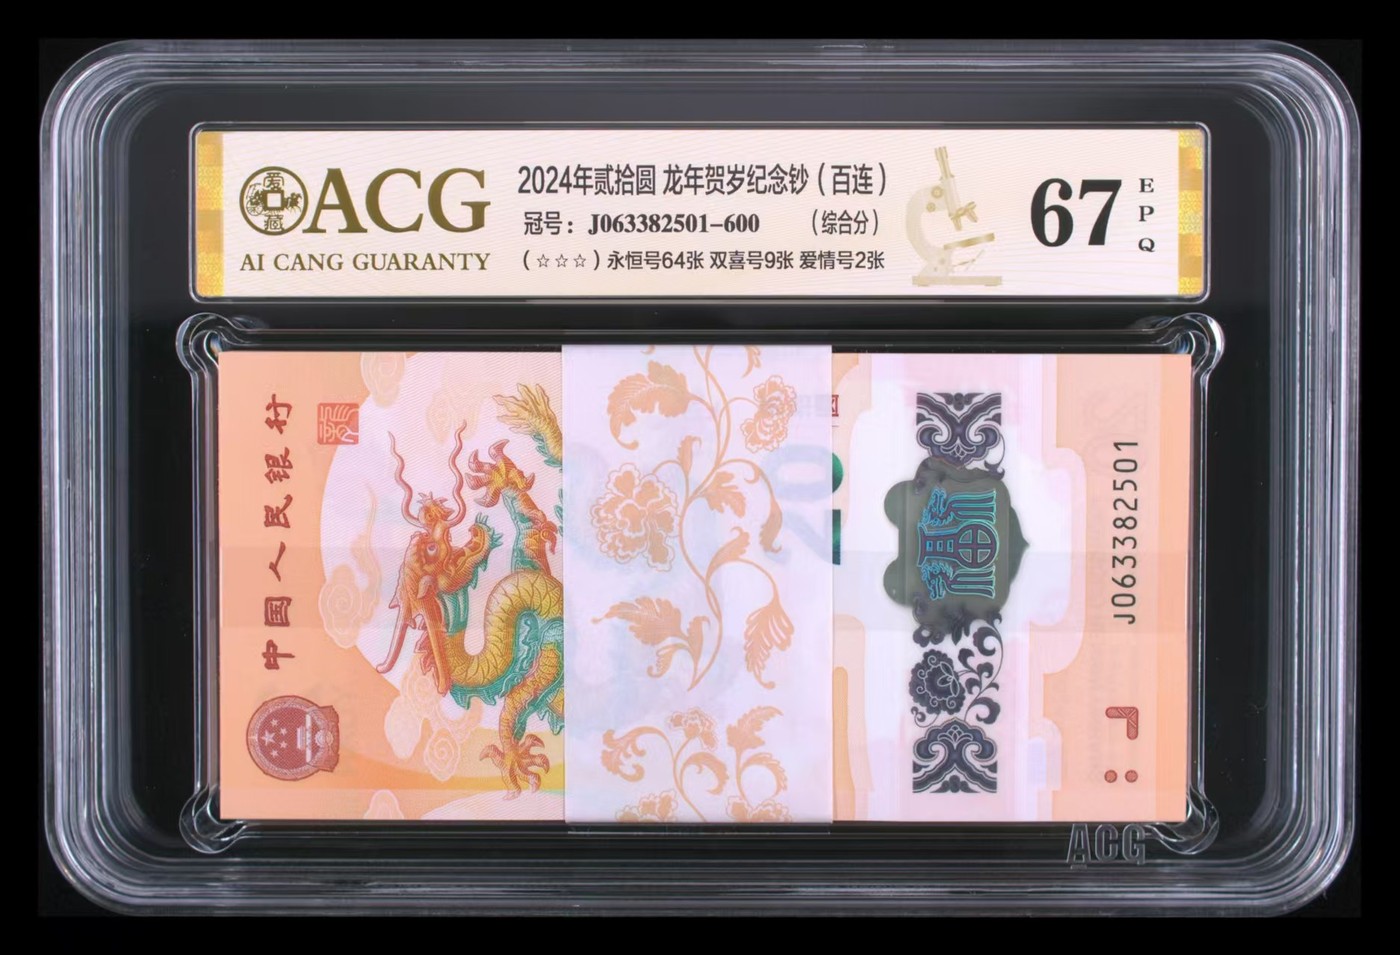 ACG
AI CANG GUARANTY
2024年贰拾圆 龙年贺岁纪念钞（百连）
冠号：J063382501-600 （综合分）
（☆☆☆）永恒号64张 双喜号9张 爱情号2张
67
EPQ
中国人民银行
20
J063382501
ACG